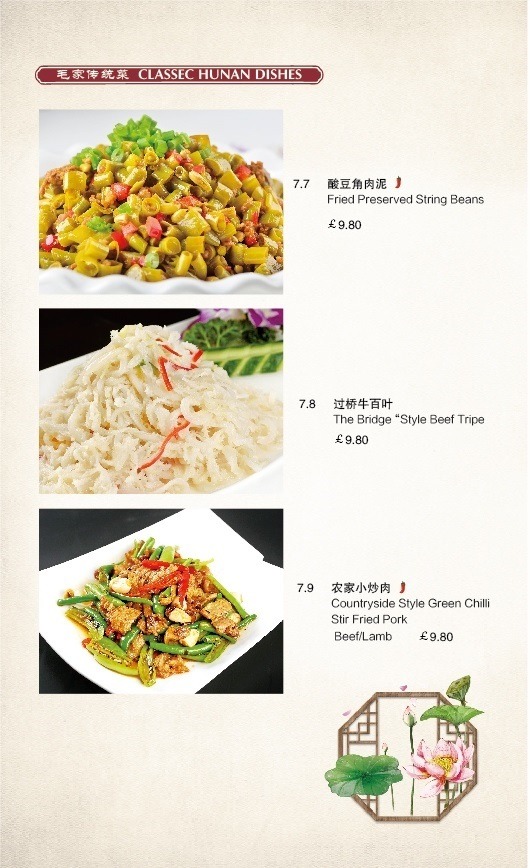 毛家传统菜 CLASSEC HUNAN DISHES
7.7 酸豆角肉泥
Fried Preserved String Beans
￡9.80
7.8 过桥牛百叶
The Bridge “Style Beef Tripe
￡9.80
7.9 农家小炒肉
Countryside Style Green Chilli
Stir Fried Pork
Beef/Lamb ￡9.80